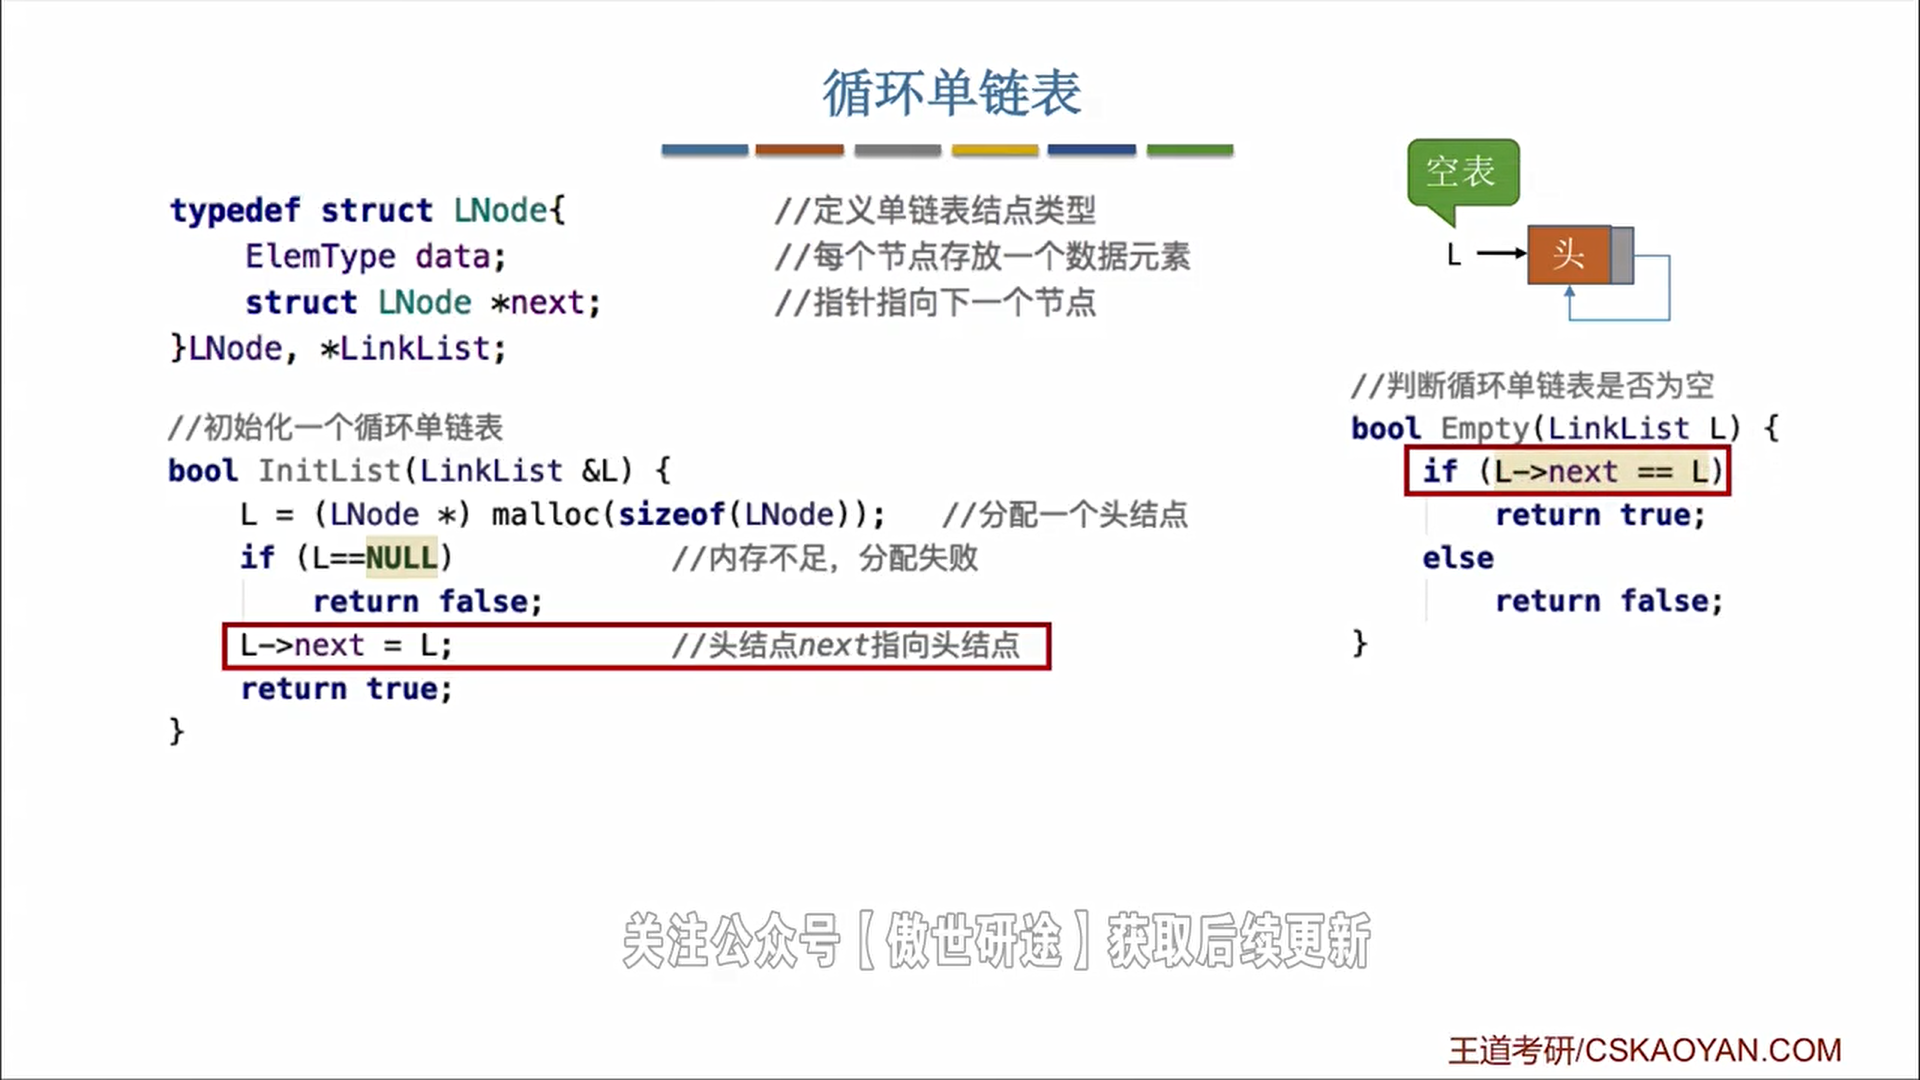 循环单链表
typedef struct LNode{ //定义单链表结点类型
ElemType data; //每个节点存放一个数据元素
struct LNode *next; //指针指向下一个节点
}LNode, *LinkList;
//初始化一个循环单链表
bool InitList(LinkList &L) {
L = (LNode *) malloc(sizeof(LNode)); //分配一个头结点
if (L==NULL) //内存不足，分配失败
return false;
L->next = L; //头结点next指向头结点
return true;
}
空表
L
头
//判断循环单链表是否为空
bool Empty(LinkList L) {
if (L->next == L)
return true;
else
return false;
}
关注公众号【傲世研途】获取后续更新
王道考研/CSKAOYAN.COM